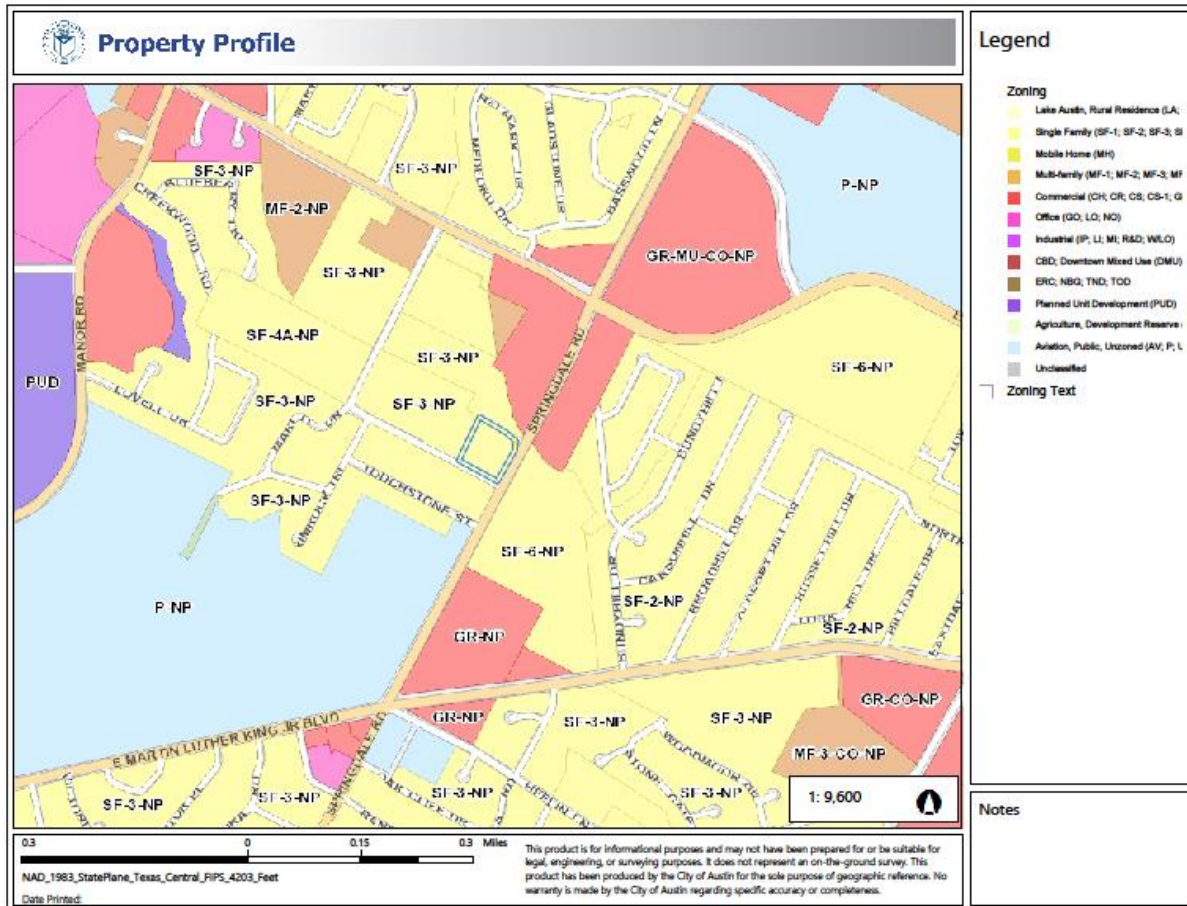 Property Profile
SF-3-NP
SF-3-NP
MF-2-NP
P-NP
GR-MU-CO-NP
SF-3-NP
CREEKWOOD RD
BASSWOOD LN
MANOR RD
SF-4A-NP
SF-3-NP
SPRINGDALE RD
SF-6-NP
PUD
SF-3-NP
SF-3-NP
LOVELL DR
SF-3-NP
TOUCHSTONE ST
SF-6-NP
SF-2-NP
SF-2-NP
P-NP
GR-NP
E MARTIN LUTHER KING JR BLVD
GR-NP
SF-3-NP
SF-3-NP
GR-CO-NP
MF-3-CO-NP
SPRINGDALE RD
SF-3-NP
SF-3-NP
SF-3-NP
SF-3-NP
1: 9,600
Legend
Zoning
Lake Austin, Rural Residence (LA;
Single Family (SF-1; SF-2; SF-3; SF
Mobile Home (MH)
Multi-family (MF-1; MF-2; MF-3; MF
Commercial (CH; CR; CS; CS-1; G
Office (GO; LO; NO)
Industrial (IP; LI; MI; R&D; W/LO)
CBD; Downtown Mixed Use (DMU)
ERC; NBG; TND; TOD
Planned Unit Development (PUD)
Agriculture, Development Reserve
Aviation, Public, Unzoned (AV; P; U
Unclassified
Zoning Text
Notes
0.3 0 0.15 0.3 Miles
NAD_1983_StatePlane_Texas_Central_FIPS_4203_Feet
Date Printed:
This product is for informational purposes and may not have been prepared for or be suitable for
legal, engineering, or surveying purposes. It does not represent an on-the-ground survey. This
product has been produced by the City of Austin for the sole purpose of geographic reference. No
warranty is made by the City of Austin regarding specific accuracy or completeness.